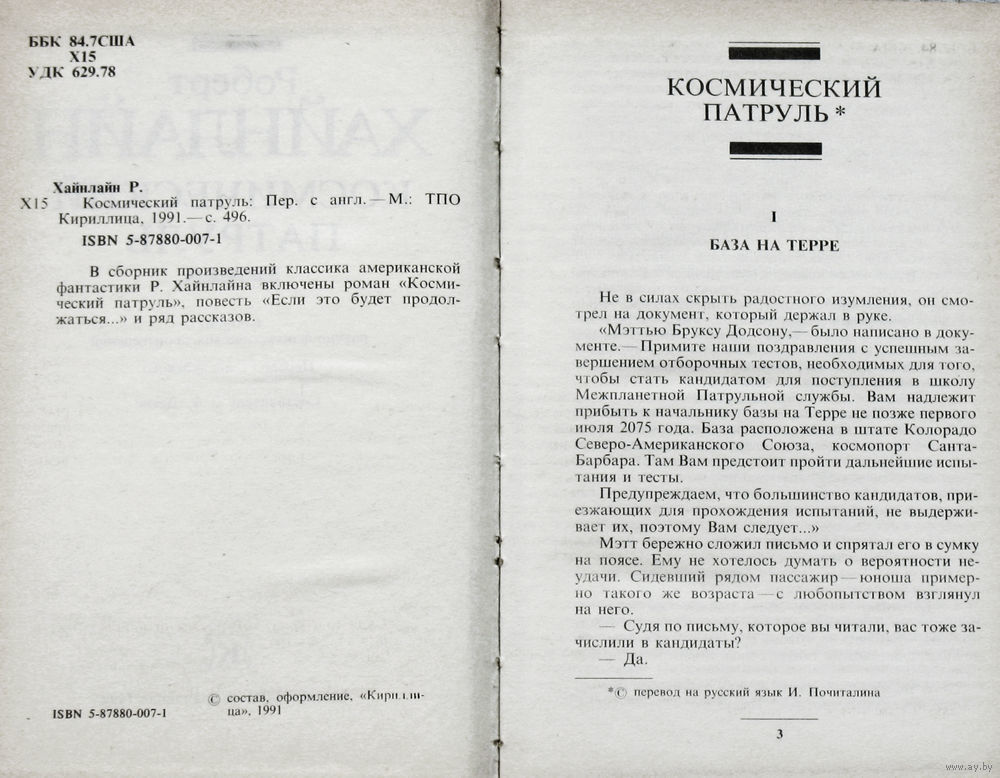 ББК 84.7США
Х15
УДК 629.78
Хайнлайн Р.
Х15 Космический патруль: Пер. с англ.— М.: ТПО
Кириллица, 1991.— с. 496.
ISBN 5-87880-007-1
В сборник произведений классика американской
фантастики Р. Хайнлайна включены роман «Косми-
ческий патруль», повесть «Если это будет продол-
жаться...» и ряд рассказов.
ISBN 5-87880-007-1
© состав, оформление, «Кирилли-
ца», 1991
КОСМИЧЕСКИЙ
ПАТРУЛЬ*
I
БАЗА НА ТЕРРЕ
Не в силах скрыть радостного изумления, он смо-
трел на документ, который держал в руке.
«Мэттью Бруксу Додсону,— было написано в доку-
менте.— Примите наши поздравления с успешным за-
вершением отборочных тестов, необходимых для того,
чтобы стать кандидатом для поступления в школу
Межпланетной Патрульной службы. Вам надлежит
прибыть к начальнику базы на Терре не позже первого
июля 2075 года. База расположена в штате Колорадо
Северо-Американского Союза, космопорт Санта-
Барбара. Там Вам предстоит пройти дальнейшие испы-
тания и тесты.
Предупреждаем, что большинство кандидатов, при-
езжающих для прохождения испытаний, не выдержи-
вает их, поэтому Вам следует...»
Мэтт бережно сложил письмо и спрятал его в сумку
на поясе. Ему не хотелось думать о вероятности не-
удачи. Сидевший рядом пассажир — юноша пример-
но такого же возраста — с любопытством взглянул
на него.
— Судя по письму, которое вы читали, вас тоже за-
числили в кандидаты?
— Да.
*© перевод на русский язык И. Почиталина
3
www.ay.by